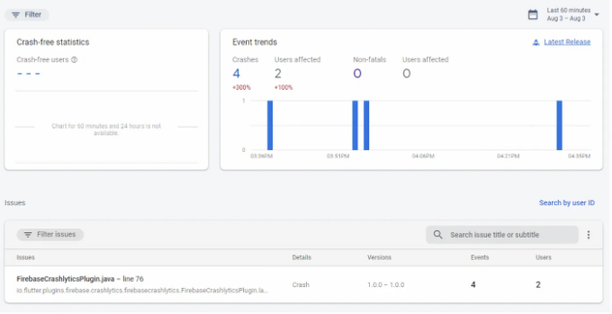 Filter
Last 60 minutes
Aug 3 – Aug 3
Crash-free statistics
Crash-free users
---
Chart for 60 minutes and 24 hours is not
available.
Event trends
Latest Release
Crashes
Users affected
Non-fatals
Users affected
4
2
0
0
+300%
+100%
1
0
03:36PM
03:51PM
04:06PM
04:21PM
04:35PM
Issues
Search by user ID
Filter issues
Search issue title or subtitle
Issues
Details
Versions
Events
Users
FirebaseCrashlyticsPlugin.java – line 76
io.flutter.plugins.firebase.crashlytics.firebasecrashlytics.FirebaseCrashlyticsPlugin.la...
Crash
1.0.0 – 1.0.0
4
2